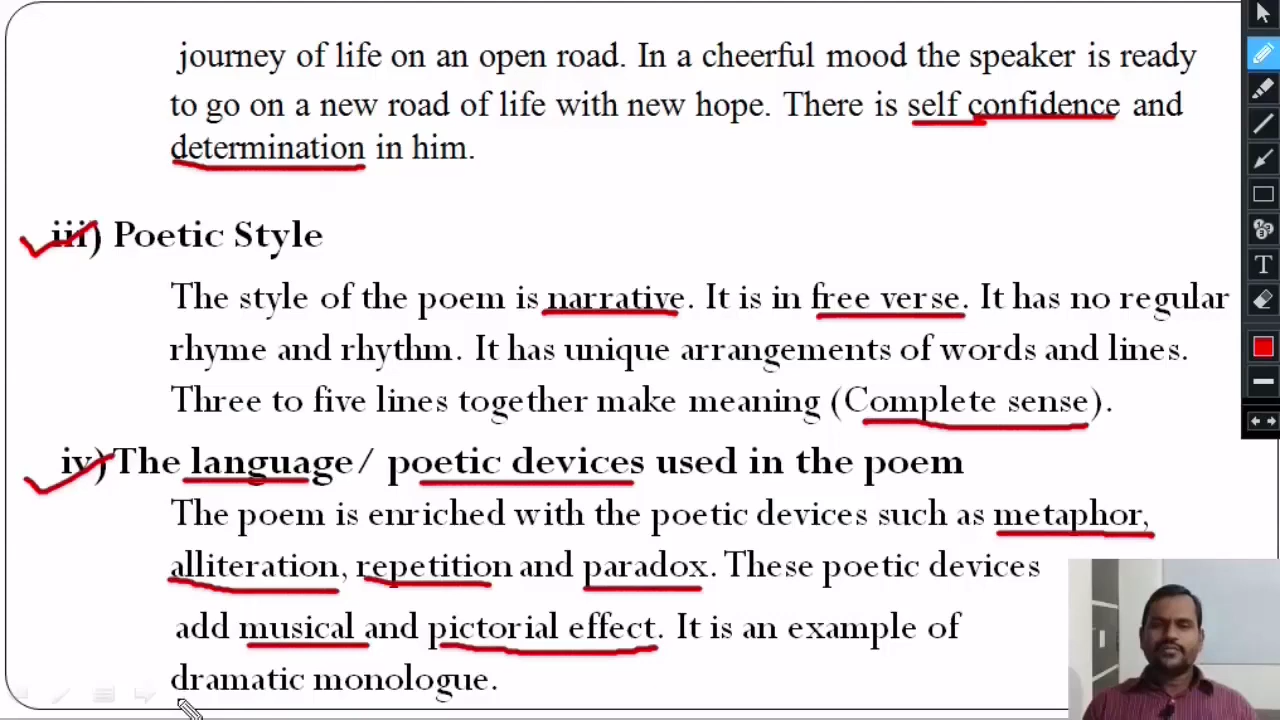 journey of life on an open road. In a cheerful mood the speaker is ready
to go on a new road of life with new hope. There is self confidence and
determination in him.
iii) Poetic Style
The style of the poem is narrative. It is in free verse. It has no regular
rhyme and rhythm. It has unique arrangements of words and lines.
Three to five lines together make meaning (Complete sense).
iv) The language/ poetic devices used in the poem
The poem is enriched with the poetic devices such as metaphor,
alliteration, repetition and paradox. These poetic devices
add musical and pictorial effect. It is an example of
dramatic monologue.
T